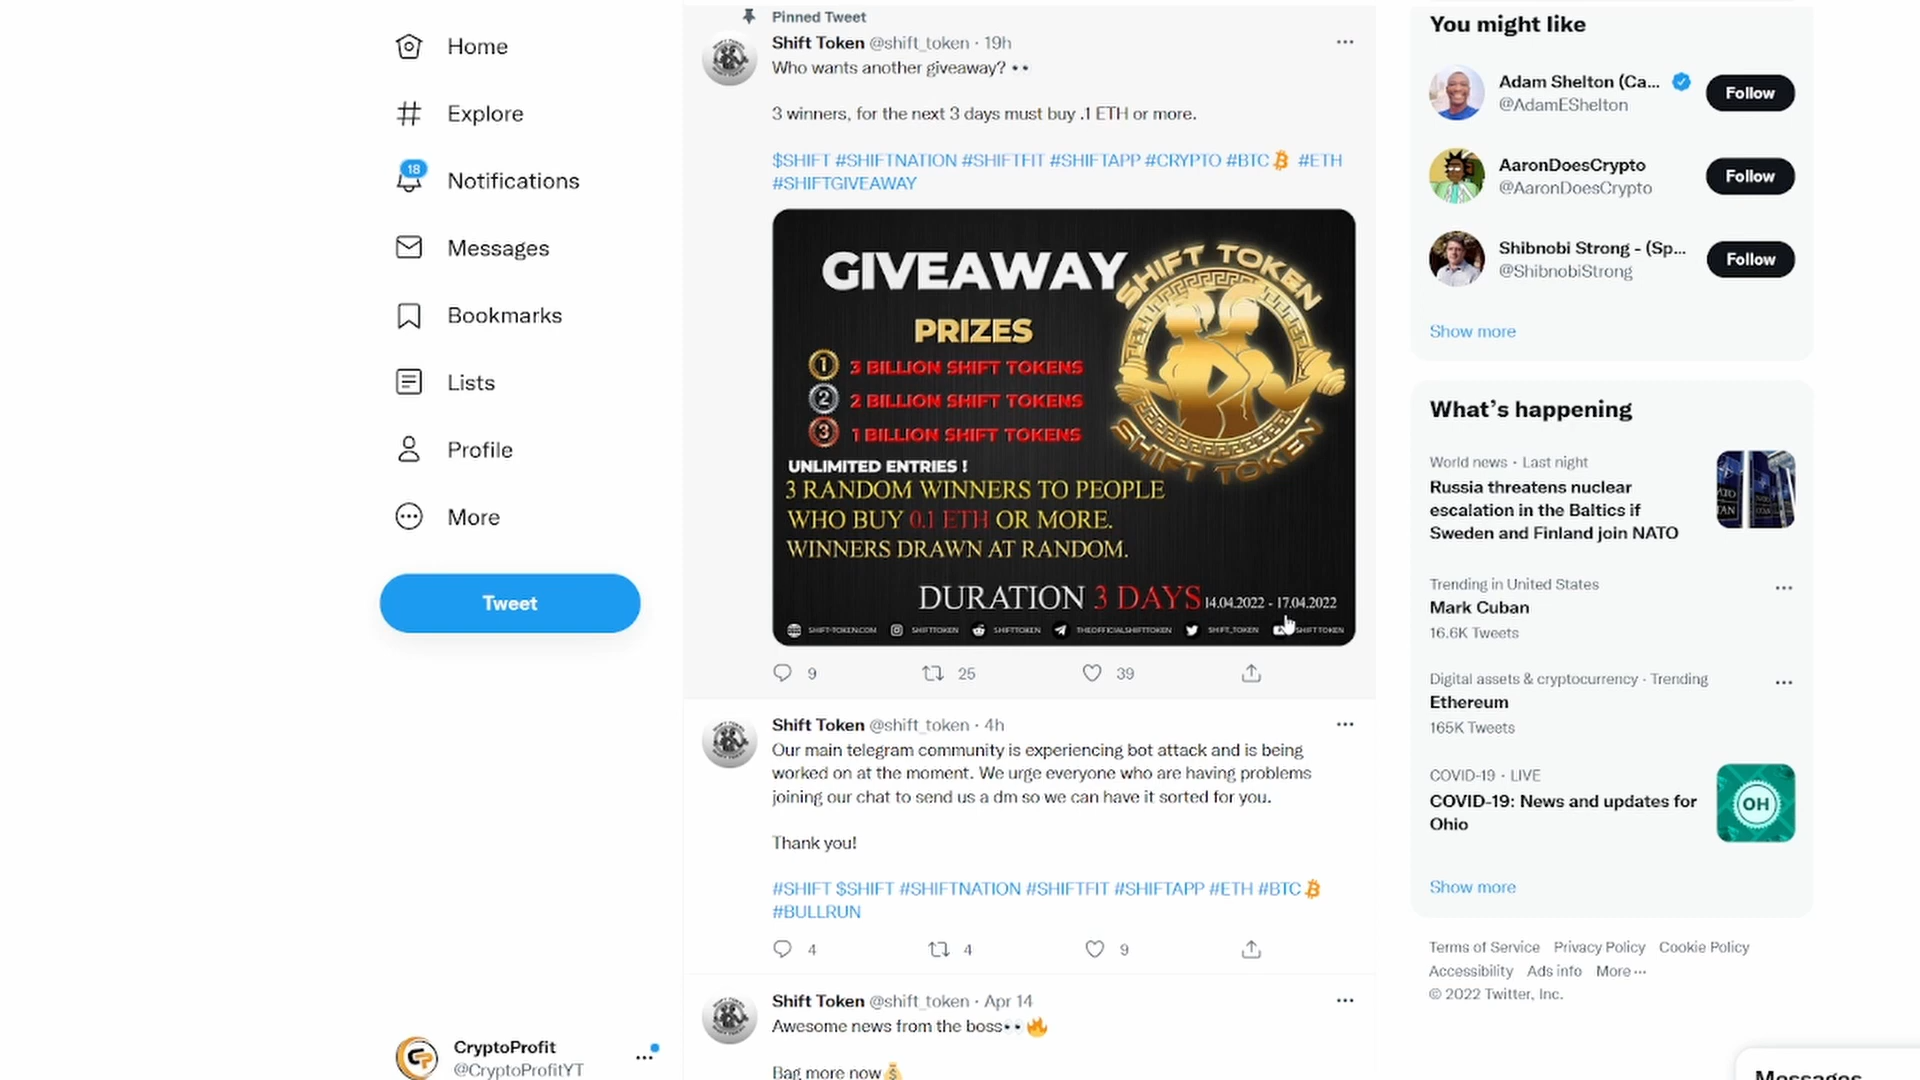 Home
Explore
18
Notifications
Messages
Bookmarks
Lists
Profile
More
Tweet
CryptoProfit
@CryptoProfitYT
Pinned Tweet
Shift Token @shift_token · 19h
Who wants another giveaway? 👀
3 winners, for the next 3 days must buy .1 ETH or more.
$SHIFT #SHIFTNATION #SHIFTFIT #SHIFTAPP #CRYPTO #BTC #ETH
#SHIFTGIVEAWAY
GIVEAWAY
SHIFT TOKEN
PRIZES
1 3 BILLION SHIFT TOKENS
2 2 BILLION SHIFT TOKENS
3 1 BILLION SHIFT TOKENS
SHIFT TOKEN
UNLIMITED ENTRIES !
3 RANDOM WINNERS TO PEOPLE
WHO BUY 0.1 ETH OR MORE.
WINNERS DRAWN AT RANDOM.
DURATION 3 DAYS 14.04.2022 - 17.04.2022
SHIFT-TOKEN.COM SHIFTTOKEN SHIFTTOKEN THEOFFICIALSHIFTTOKEN SHIFT_TOKEN SHIFT TOKEN
9 25 39
Shift Token @shift_token · 4h
Our main telegram community is experiencing bot attack and is being
worked on at the moment. We urge everyone who are having problems
joining our chat to send us a dm so we can have it sorted for you.
Thank you!
#SHIFT $SHIFT #SHIFTNATION #SHIFTFIT #SHIFTAPP #ETH #BTC
#BULLRUN
4 4 9
Shift Token @shift_token · Apr 14
Awesome news from the boss👀🔥
Bag more now💰
You might like
Adam Shelton (Ca...
@AdamEShelton
Follow
AaronDoesCrypto
@AaronDoesCrypto
Follow
Shibnobi Strong - (Sp...
@ShibnobiStrong
Follow
Show more
What's happening
World news · Last night
Russia threatens nuclear
escalation in the Baltics if
Sweden and Finland join NATO
Trending in United States
Mark Cuban
16.6K Tweets
Digital assets & cryptocurrency · Trending
Ethereum
165K Tweets
COVID-19 · LIVE
COVID-19: News and updates for
Ohio
OH
Show more
Terms of Service Privacy Policy Cookie Policy
Accessibility Ads info More ···
© 2022 Twitter, Inc.
Messages